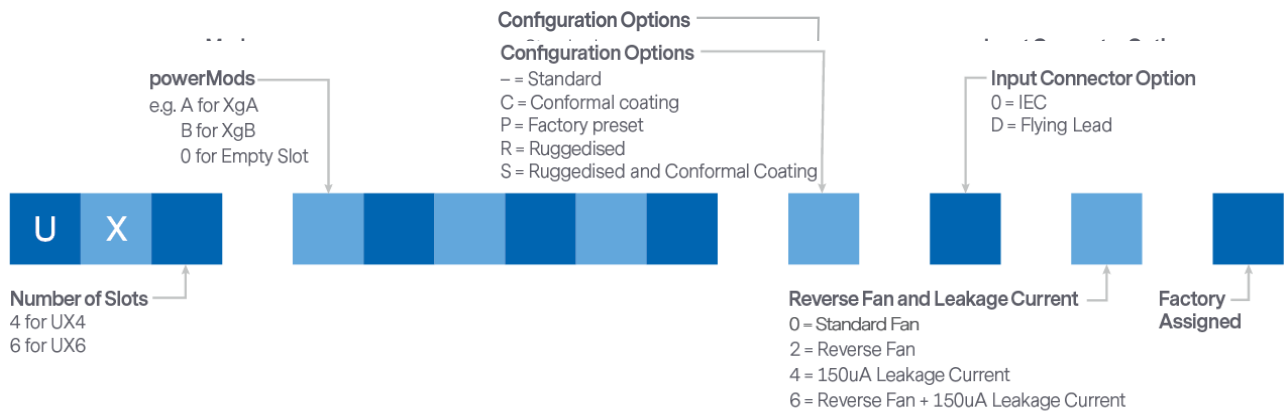 Configuration Options
Configuration Options
– = Standard
C = Conformal coating
P = Factory preset
R = Ruggedised
S = Ruggedised and Conformal Coating
powerMods
e.g. A for XgA
B for XgB
0 for Empty Slot
Input Connector Option
0 = IEC
D = Flying Lead
U X
Number of Slots
4 for UX4
6 for UX6
Reverse Fan and Leakage Current
0 = Standard Fan
2 = Reverse Fan
4 = 150uA Leakage Current
6 = Reverse Fan + 150uA Leakage Current
Factory
Assigned